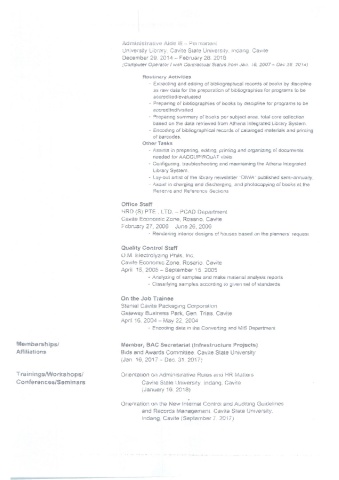 Administrative Aide III – Permanent
University Library, Cavite State University, Indang, Cavite
December 29, 2014 – February 28, 2016
(Computer Operator I with Contractual Status from Jan. 16, 2007 – Dec 28, 2014)
Recurring Activities
- Extracting and editing of bibliographical records of books by discipline
as raw data for the preparation of bibliographies for programs to be
accredited/evaluated
- Preparing of bibliographies of books by discipline for programs to be
accredited/visited
- Preparing summary of books per subject area, total core collection
based on the data retrieved from Athena Integrated Library System
- Encoding of bibliographical records of cataloged materials and printing
of barcodes
Other Tasks
- Assists in preparing, editing, printing and organizing of documents
needed for AACCUP/RQuAT visits
- Configuring, troubleshooting and maintaining the Athena Integrated
Library System
- Lay-out artist of the library newsletter published semi-annually
- Assist in charging and discharging, and photocopying of books at the
Periodical and Reference Sections
Office Staff
HRD (S) PTE., LTD. – PCAD Department
Cavite Economic Zone, Rosario, Cavite
February 27, 2006 June 26, 2006
- Rendering interior designs of houses based on the planners' request
Quality Control Staff
D.M. Electroplating Phils. Inc.
Cavite Economic Zone, Rosario, Cavite
April 18, 2005 – September 15, 2005
- Analyzing of samples and make material analysis reports
- Classifying samples according to given set of standards
On the Job Trainee
Starpal Cavite Packaging Corporation
Gateway Business Park, Gen. Trias, Cavite
April 16, 2004 – May 22, 2004
- Encoding data in the Converting and MIS Department
Memberships/
Affiliations
Member, BAC Secretariat (Infrastructure Projects)
Bids and Awards Committee, Cavite State University
(Jan. 16, 2017 – Dec. 31, 2017)
Trainings/Workshops/
Conferences/Seminars
Orientation on Administrative Rules and HR Matters
Cavite State University, Indang, Cavite
(January 19, 2018)
Orientation on the New Internal Control and Auditing Guidelines
and Records Management, Cavite State University,
Indang, Cavite (September 7, 2017)